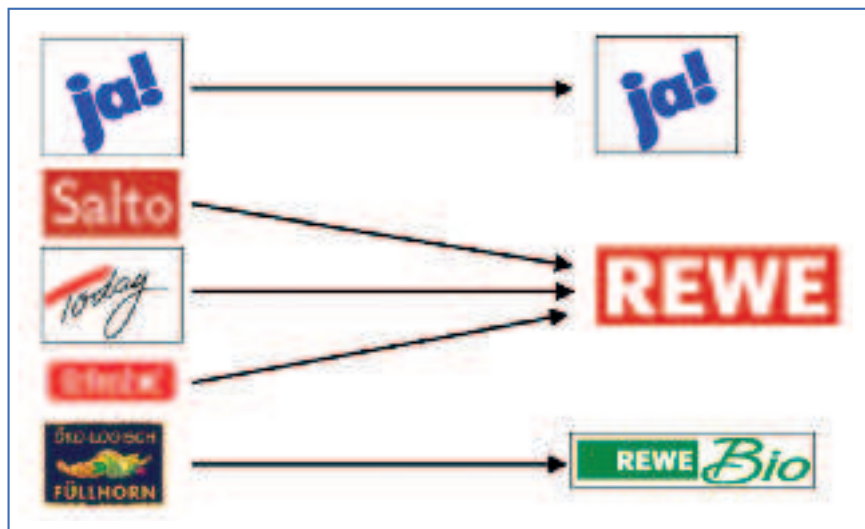 ja!
ja!
Salto
Today
REWE
ÖKO-LOGISCH
FÜLLHORN
REWE Bio